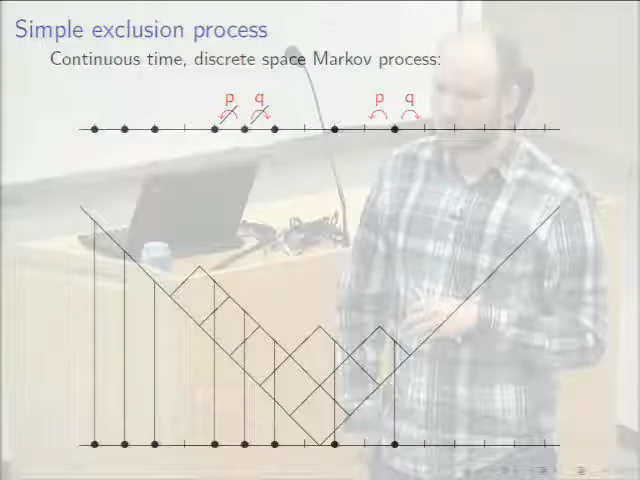 Simple exclusion process
Continuous time, discrete space Markov process:
p q p q